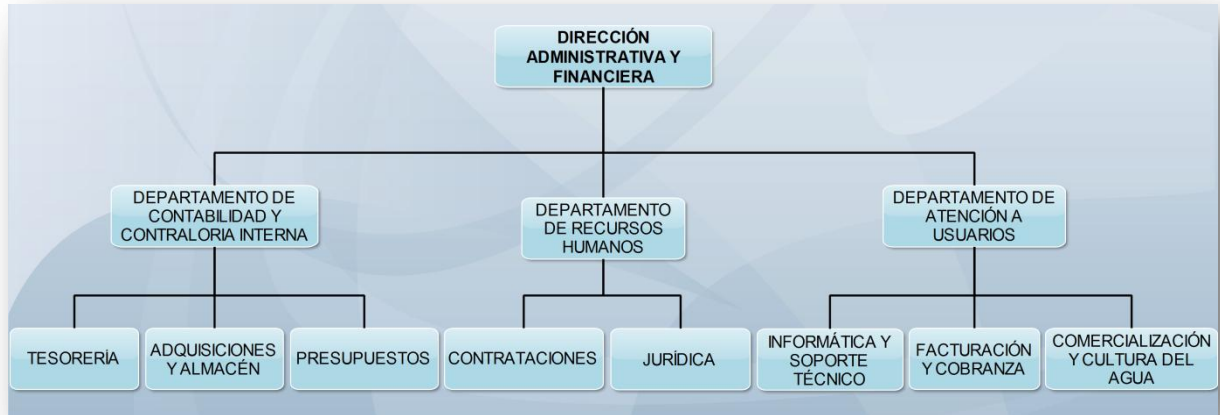 DIRECCIÓN
ADMINISTRATIVA Y
FINANCIERA
DEPARTAMENTO DE
CONTABILIDAD Y
CONTRALORIA INTERNA
DEPARTAMENTO
DE RECURSOS
HUMANOS
DEPARTAMENTO DE
ATENCIÓN A
USUARIOS
TESORERÍA
ADQUISICIONES
Y ALMACÉN
PRESUPUESTOS
CONTRATACIONES
JURÍDICA
INFORMÁTICA Y
SOPORTE
TÉCNICO
FACTURACIÓN
Y COBRANZA
COMERCIALIZACIÓN
Y CULTURA DEL
AGUA